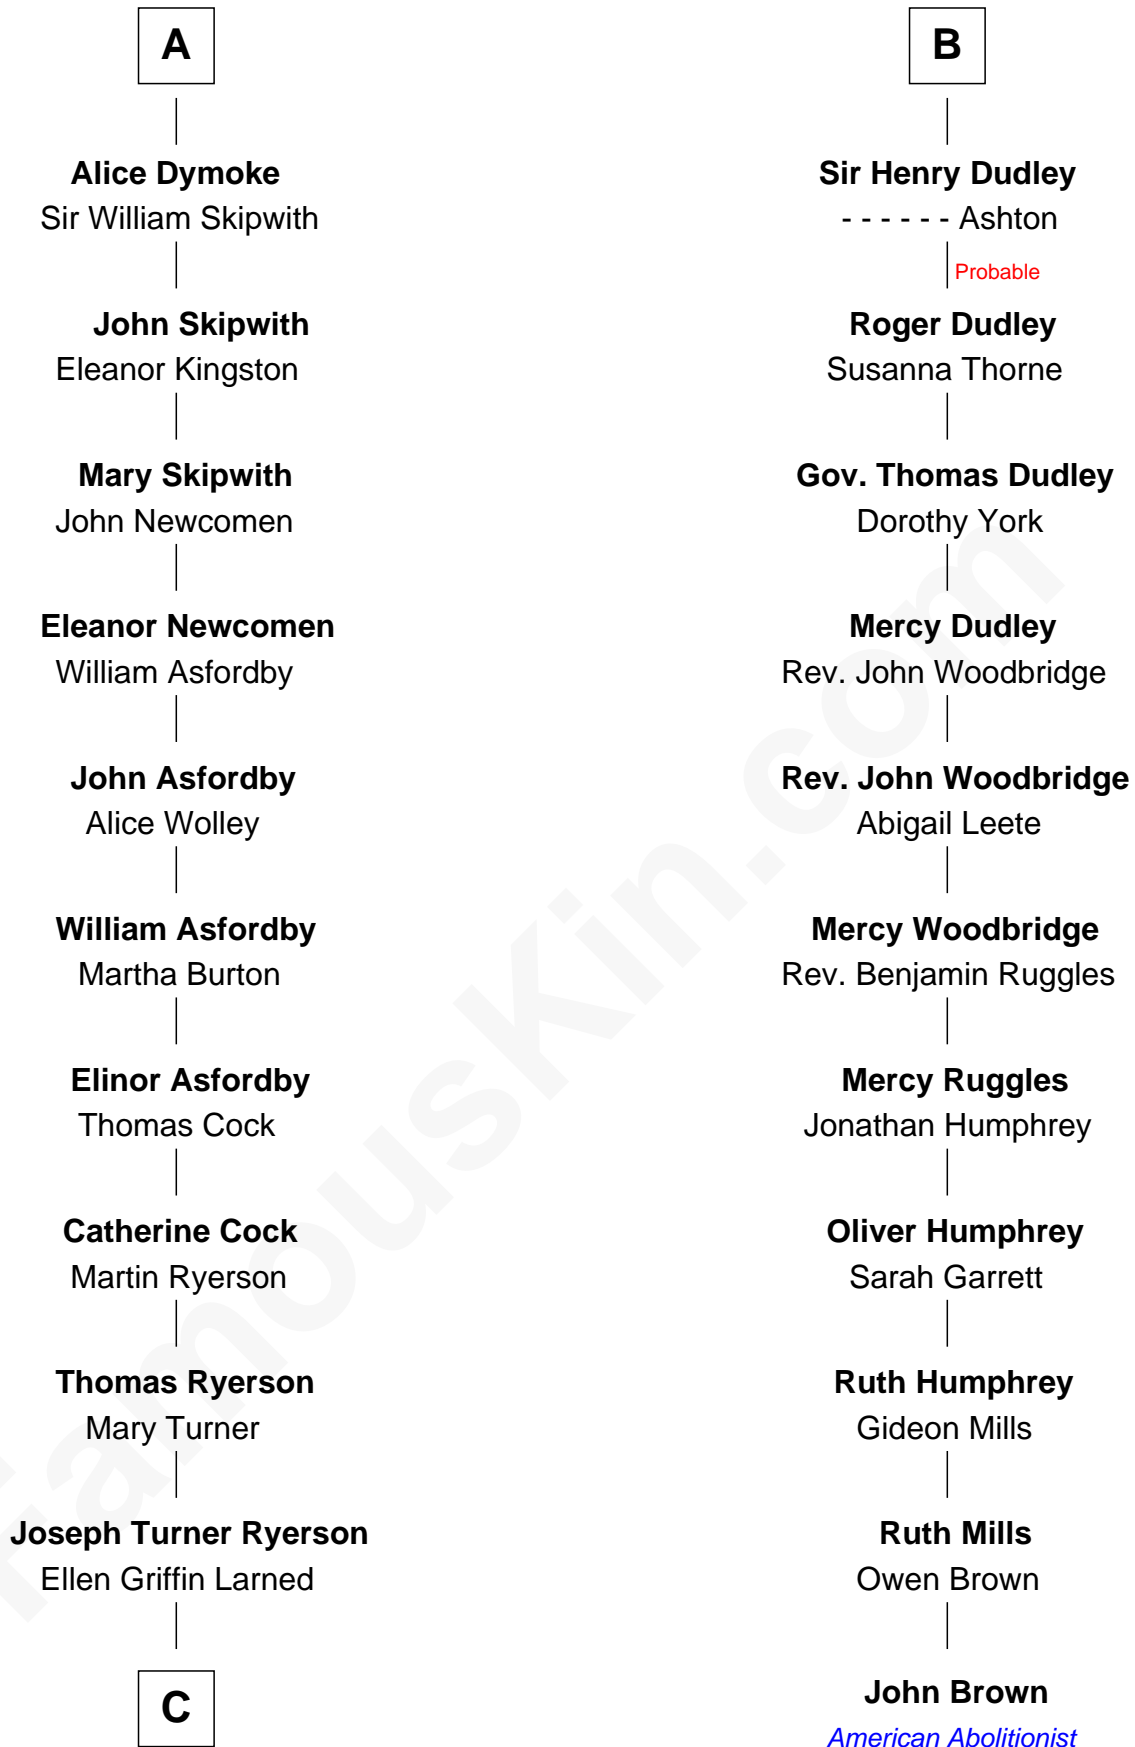 A
Alice Dymoke
Sir William Skipwith
John Skipwith
Eleanor Kingston
Mary Skipwith
John Newcomen
Eleanor Newcomen
William Asfordby
John Asfordby
Alice Wolley
William Asfordby
Martha Burton
Elinor Asfordby
Thomas Cock
Catherine Cock
Martin Ryerson
Thomas Ryerson
Mary Turner
Joseph Turner Ryerson
Ellen Griffin Larned
C
B
Sir Henry Dudley
- - - - - - Ashton
Probable
Roger Dudley
Susanna Thorne
Gov. Thomas Dudley
Dorothy York
Mercy Dudley
Rev. John Woodbridge
Rev. John Woodbridge
Abigail Leete
Mercy Woodbridge
Rev. Benjamin Ruggles
Mercy Ruggles
Jonathan Humphrey
Oliver Humphrey
Sarah Garrett
Ruth Humphrey
Gideon Mills
Ruth Mills
Owen Brown
John Brown
American Abolitionist
FamousKin.com